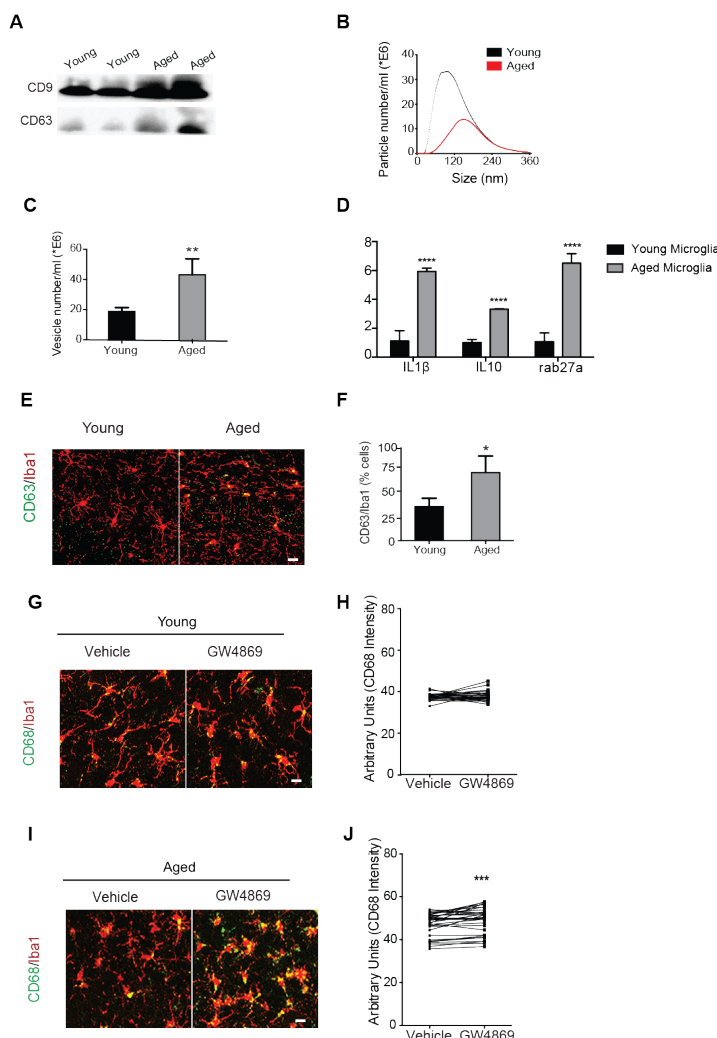 A
Young Young Aged Aged
CD9
CD63
B
Particle number/ml (*E6)
40
30
20
10
0
0 120 240 360
Size (nm)
Young
Aged
C
Vesicle number/ml (*E6)
60
40
20
0
**
Young Aged
D
8
6
4
2
0
**** **** ****
IL1β IL10 rab27a
Young Microglia
Aged Microglia
E
Young Aged
CD63/Iba1
F
CD63/Iba1 (% cells)
100
75
50
25
0
*
Young Aged
G
Young
Vehicle GW4869
CD68/Iba1
H
Arbitrary Units (CD68 Intensity)
80
60
40
20
0
Vehicle GW4869
I
Aged
Vehicle GW4869
CD68/Iba1
J
Arbitrary Units (CD68 Intensity)
80
60
40
20
0
***
Vehicle GW4869